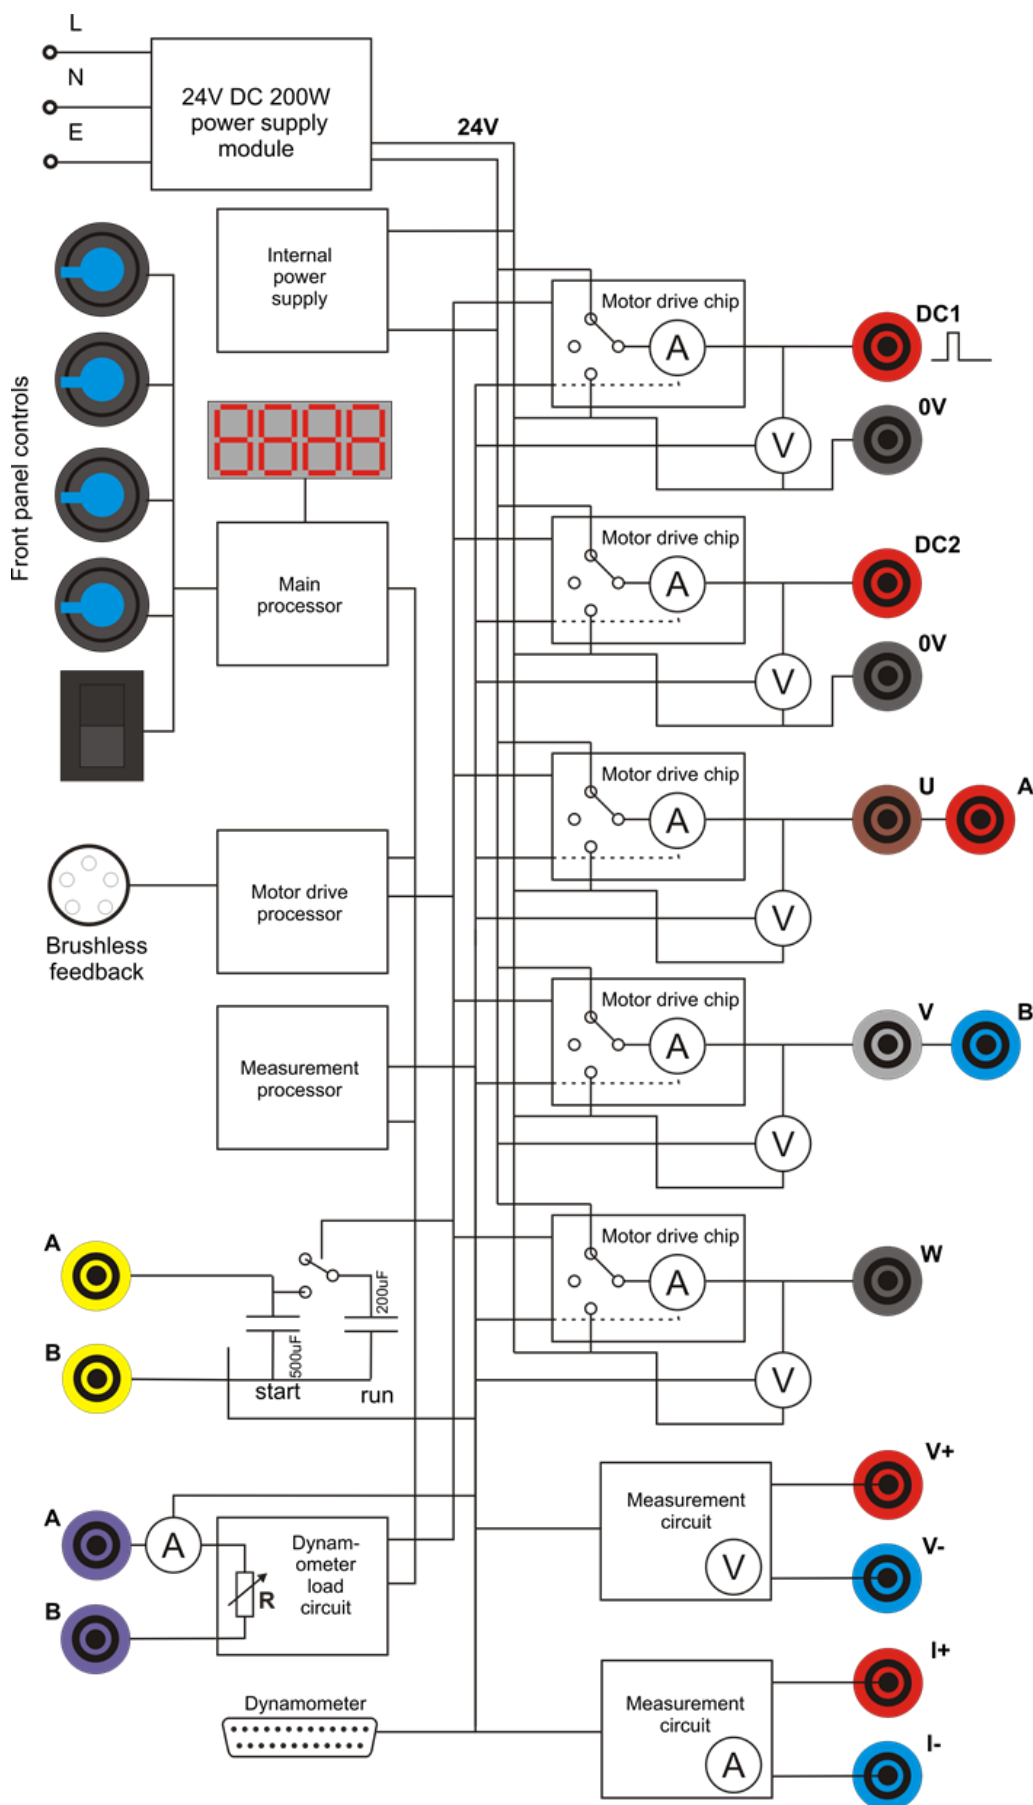 L
N
E
24V DC 200W
power supply
module
24V
Internal
power
supply
Front panel controls
Main
processor
Motor drive
processor
Brushless
feedback
Measurement
processor
A
B
500uF
200uF
start
run
A
B
A
R
Dynam-
ometer
load
circuit
Dynamometer
Motor drive chip
A
V
DC1
0V
Motor drive chip
A
V
DC2
0V
Motor drive chip
A
V
U
A
Motor drive chip
A
V
V
B
Motor drive chip
A
V
W
Measurement
circuit
V
V+
V-
Measurement
circuit
A
I+
I-